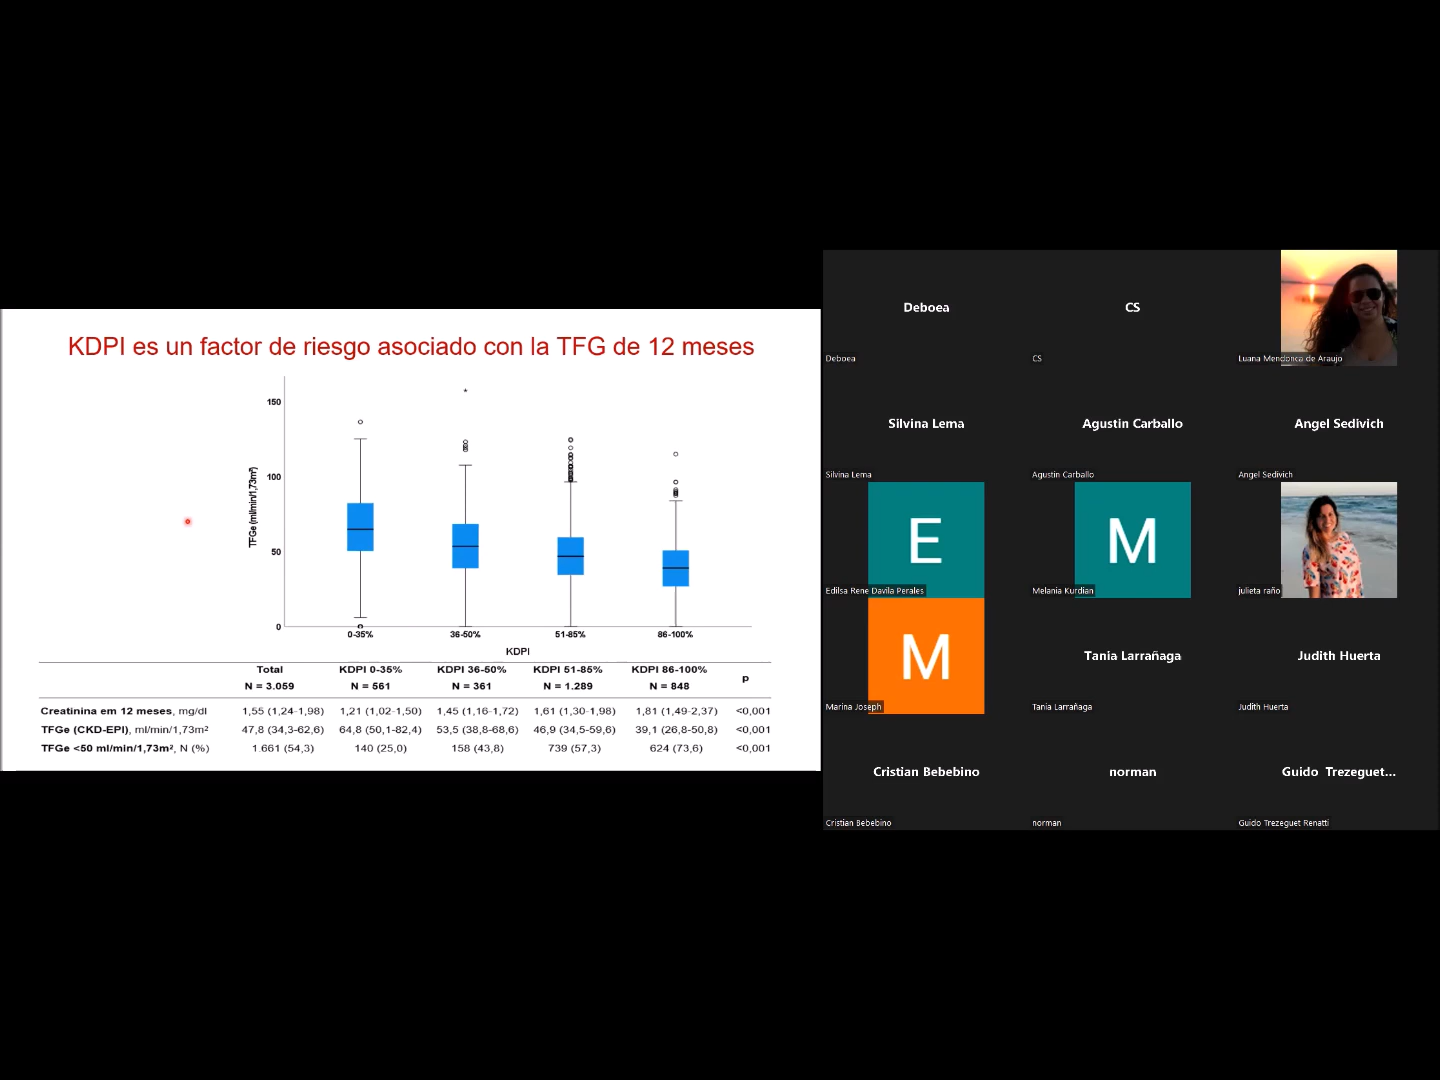 KDPI es un factor de riesgo asociado con la TFG de 12 meses
150
100
50
0
TFGe (ml/min/1,73m²)
*
0-35% 36-50% 51-85% 86-100%
KDPI
Total KDPI 0-35% KDPI 36-50% KDPI 51-85% KDPI 86-100% p
N = 3.059 N = 561 N = 361 N = 1.289 N = 848
Creatinina em 12 meses, mg/dl 1,55 (1,24-1,98) 1,21 (1,02-1,50) 1,45 (1,16-1,72) 1,61 (1,30-1,98) 1,81 (1,49-2,37) <0,001
TFGe (CKD-EPI), ml/min/1,73m² 47,8 (34,3-62,6) 64,8 (50,1-82,4) 53,5 (38,8-68,6) 46,9 (34,5-59,6) 39,1 (26,8-50,8) <0,001
TFGe <50 ml/min/1,73m², N (%) 1.661 (54,3) 140 (25,0) 158 (43,8) 739 (57,3) 624 (73,6) <0,001
Deboea CS
Deboea CS Luana Mendonca de Araujo
Silvina Lema Agustin Carballo Angel Sedivich
Silvina Lema Agustin Carballo Angel Sedivich
E M
Edilsa Rene Davila Perales Melania Kurdian julieta raño
M Tania Larrañaga Judith Huerta
Marina Joseph Tania Larrañaga Judith Huerta
Cristian Bebebino norman Guido Trezeguet...
Cristian Bebebino norman Guido Trezeguet Renatti